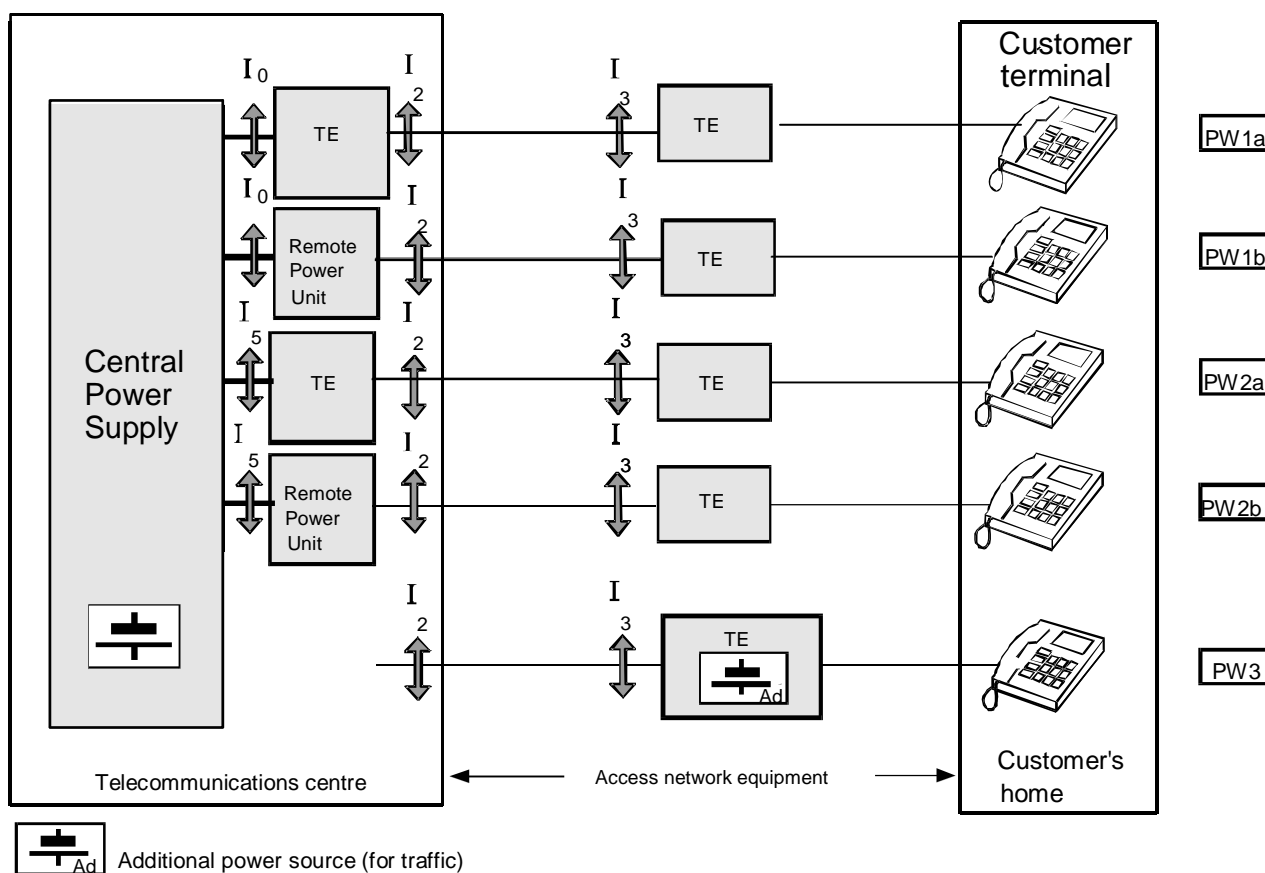 Customer
terminal
I 0
I
2
I
3
TE
TE
PW1a
I 0
I
2
I
3
Remote
Power
Unit
TE
PW1b
I
5
I
2
I
3
Central
Power
Supply
TE
TE
PW2a
I
5
I
2
I
3
Remote
Power
Unit
TE
PW2b
I
2
I
3
TE
Ad
PW3
Telecommunications centre
Access network equipment
Customer's
home
Ad
Additional power source (for traffic)